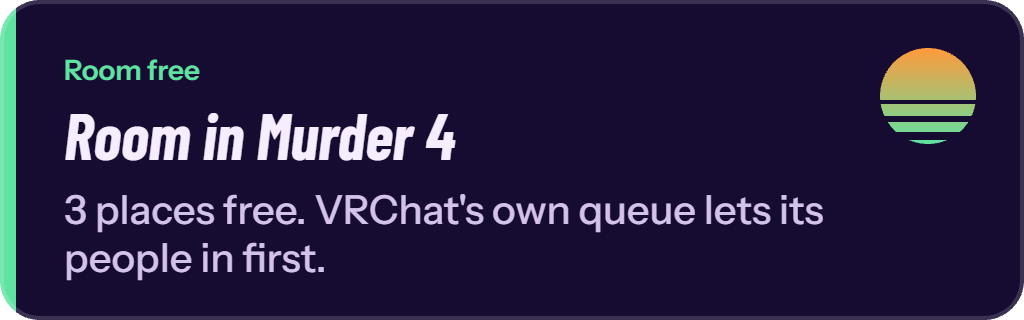 Room free
Room in Murder 4
3 places free. VRChat's own queue lets its
people in first.